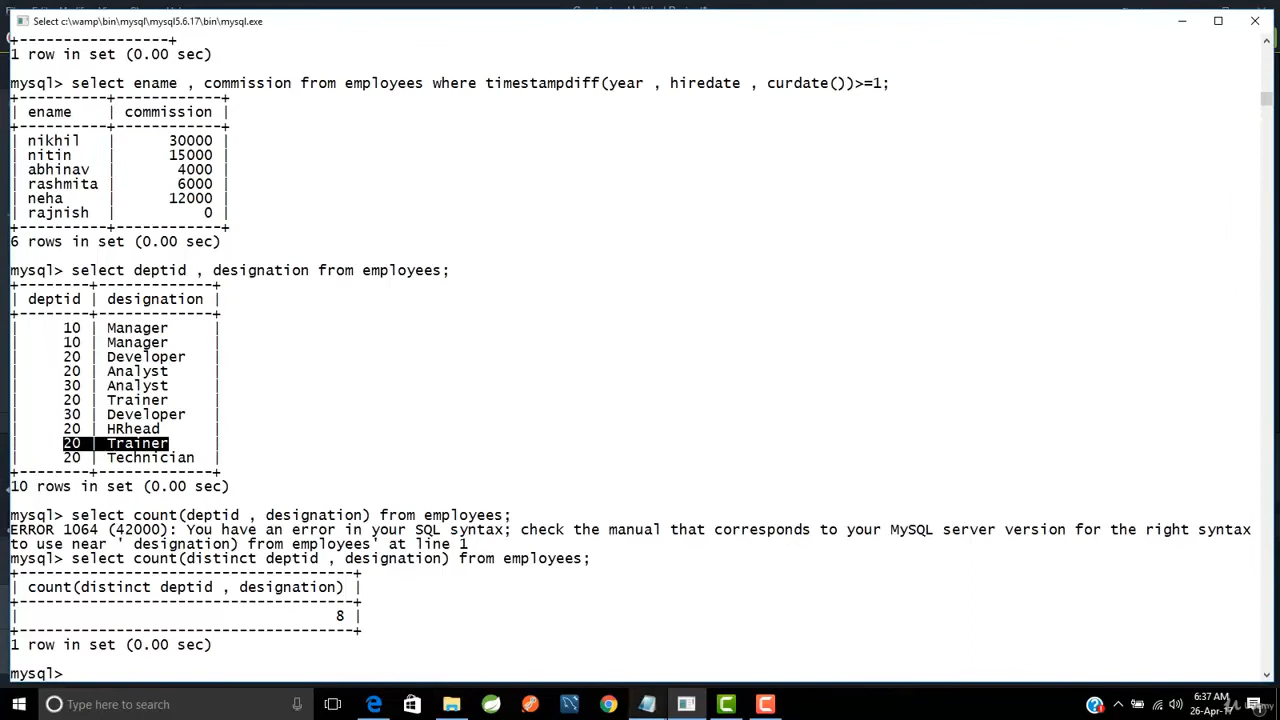 Select c:\wamp\bin\mysql\mysql5.6.17\bin\mysql.exe
+-----------------+
1 row in set (0.00 sec)
mysql> select ename , commission from employees where timestampdiff(year , hiredate , curdate())>=1;
+----------+------------+
| ename    | commission |
+----------+------------+
| nikhil   |      30000 |
| nitin    |      15000 |
| abhinav  |       4000 |
| rashmita |       6000 |
| neha     |      12000 |
| rajnish  |          0 |
+----------+------------+
6 rows in set (0.00 sec)
mysql> select deptid , designation from employees;
+--------+-------------+
| deptid | designation |
+--------+-------------+
|     10 | Manager     |
|     10 | Manager     |
|     20 | Developer   |
|     20 | Analyst     |
|     30 | Analyst     |
|     20 | Trainer     |
|     30 | Developer   |
|     20 | HRhead      |
|     20 | Trainer     |
|     20 | Technician  |
+--------+-------------+
10 rows in set (0.00 sec)
mysql> select count(deptid , designation) from employees;
ERROR 1064 (42000): You have an error in your SQL syntax; check the manual that corresponds to your MySQL server version for the right syntax
to use near ' designation) from employees' at line 1
mysql> select count(distinct deptid , designation) from employees;
+--------------------------------------+
| count(distinct deptid , designation) |
+--------------------------------------+
|                                    8 |
+--------------------------------------+
1 row in set (0.00 sec)
mysql>
Type here to search
6:37 AM